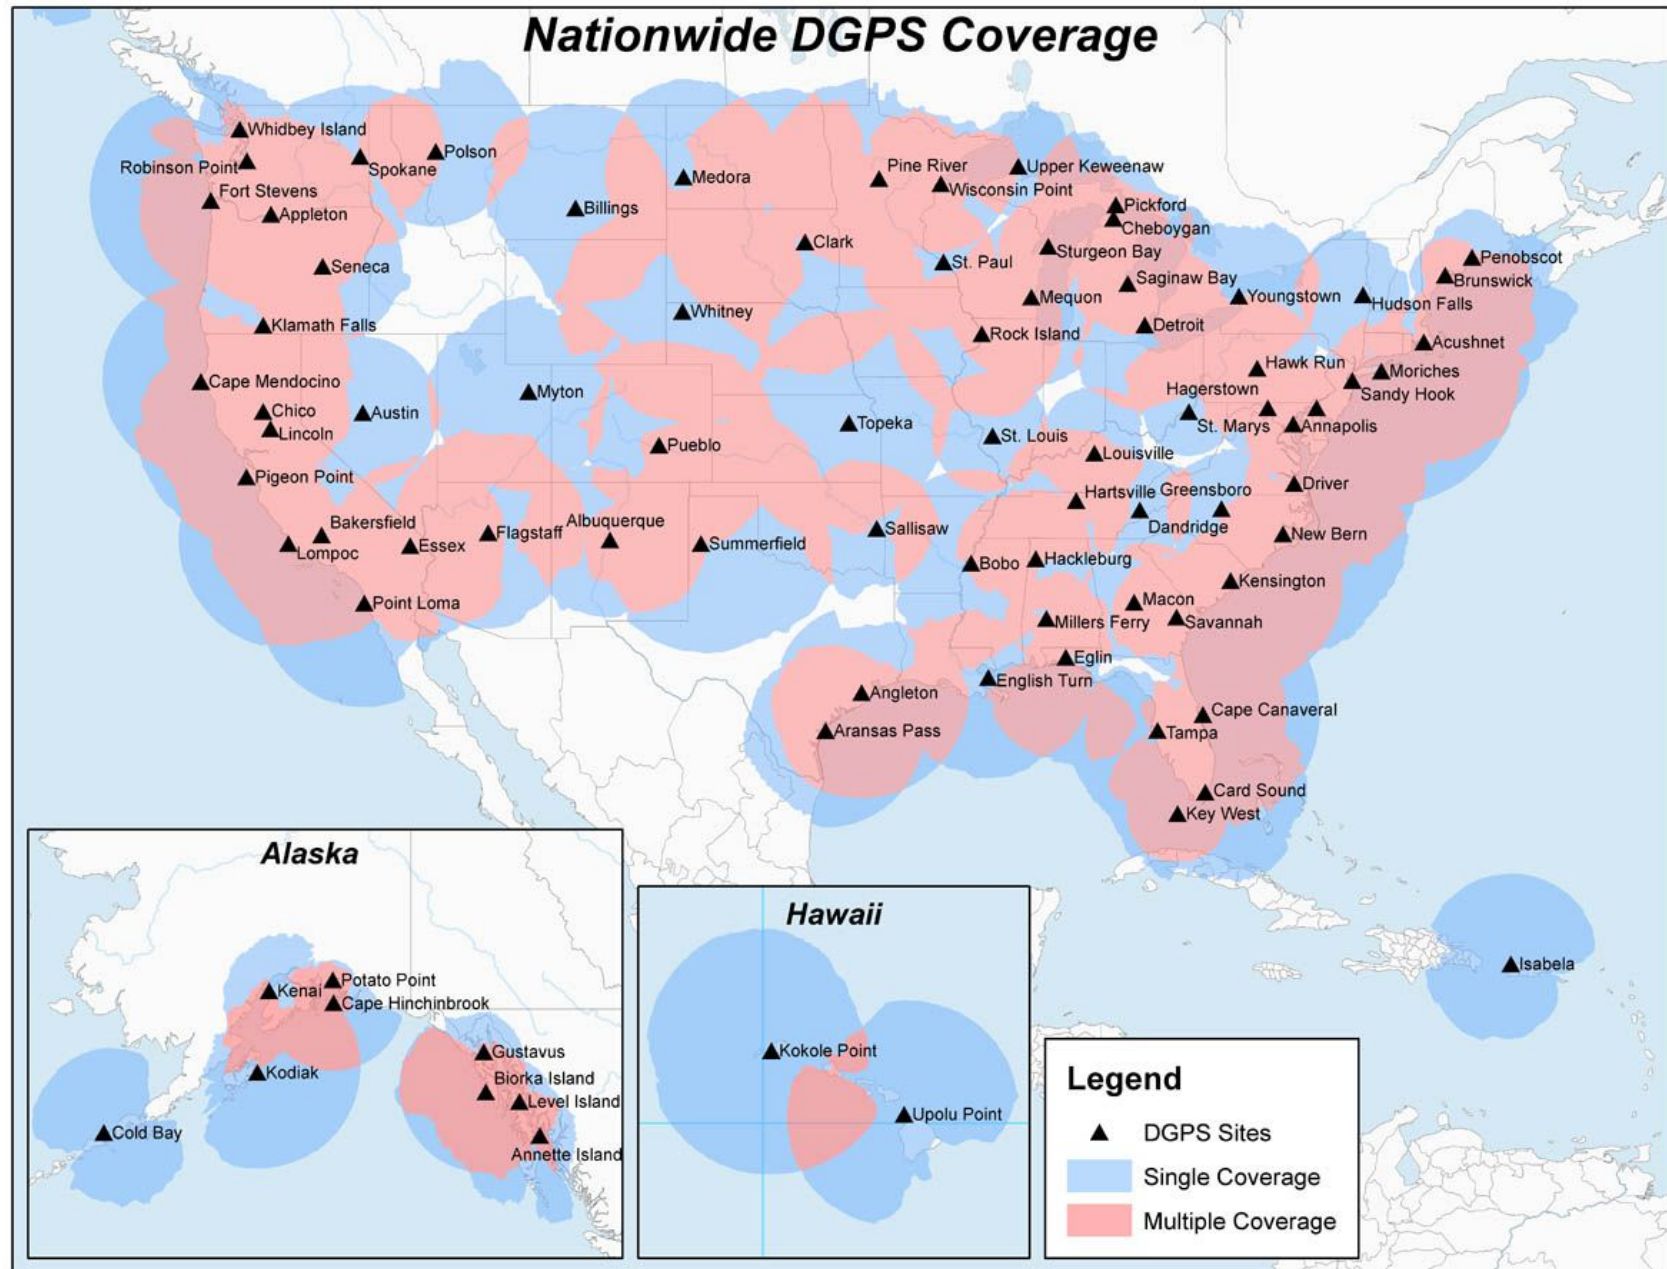 Nationwide DGPS Coverage
Whidbey Island
Robinson Point
Spokane
Polson
Fort Stevens
Appleton
Seneca
Klamath Falls
Billings
Medora
Clark
Whitney
Pine River
Wisconsin Point
Upper Keweenaw
Pickford
Cheboygan
Sturgeon Bay
St. Paul
Saginaw Bay
Mequon
Rock Island
Detroit
Youngstown
Hudson Falls
Penobscot
Brunswick
Acushnet
Moriches
Sandy Hook
Hawk Run
Hagerstown
St. Marys
Annapolis
Cape Mendocino
Chico
Lincoln
Austin
Myton
Pueblo
Topeka
St. Louis
Louisville
Pigeon Point
Bakersfield
Lompoc
Essex
Flagstaff
Albuquerque
Summerfield
Sallisaw
Hartsville
Greensboro
Dandridge
Driver
New Bern
Bobo
Hackleburg
Kensington
Point Loma
Macon
Millers Ferry
Savannah
Eglin
English Turn
Angleton
Aransas Pass
Cape Canaveral
Tampa
Card Sound
Key West
Isabela
Alaska
Potato Point
Kenai
Cape Hinchinbrook
Kodiak
Cold Bay
Gustavus
Biorka Island
Level Island
Annette Island
Hawaii
Kokole Point
Upolu Point
Legend
DGPS Sites
Single Coverage
Multiple Coverage